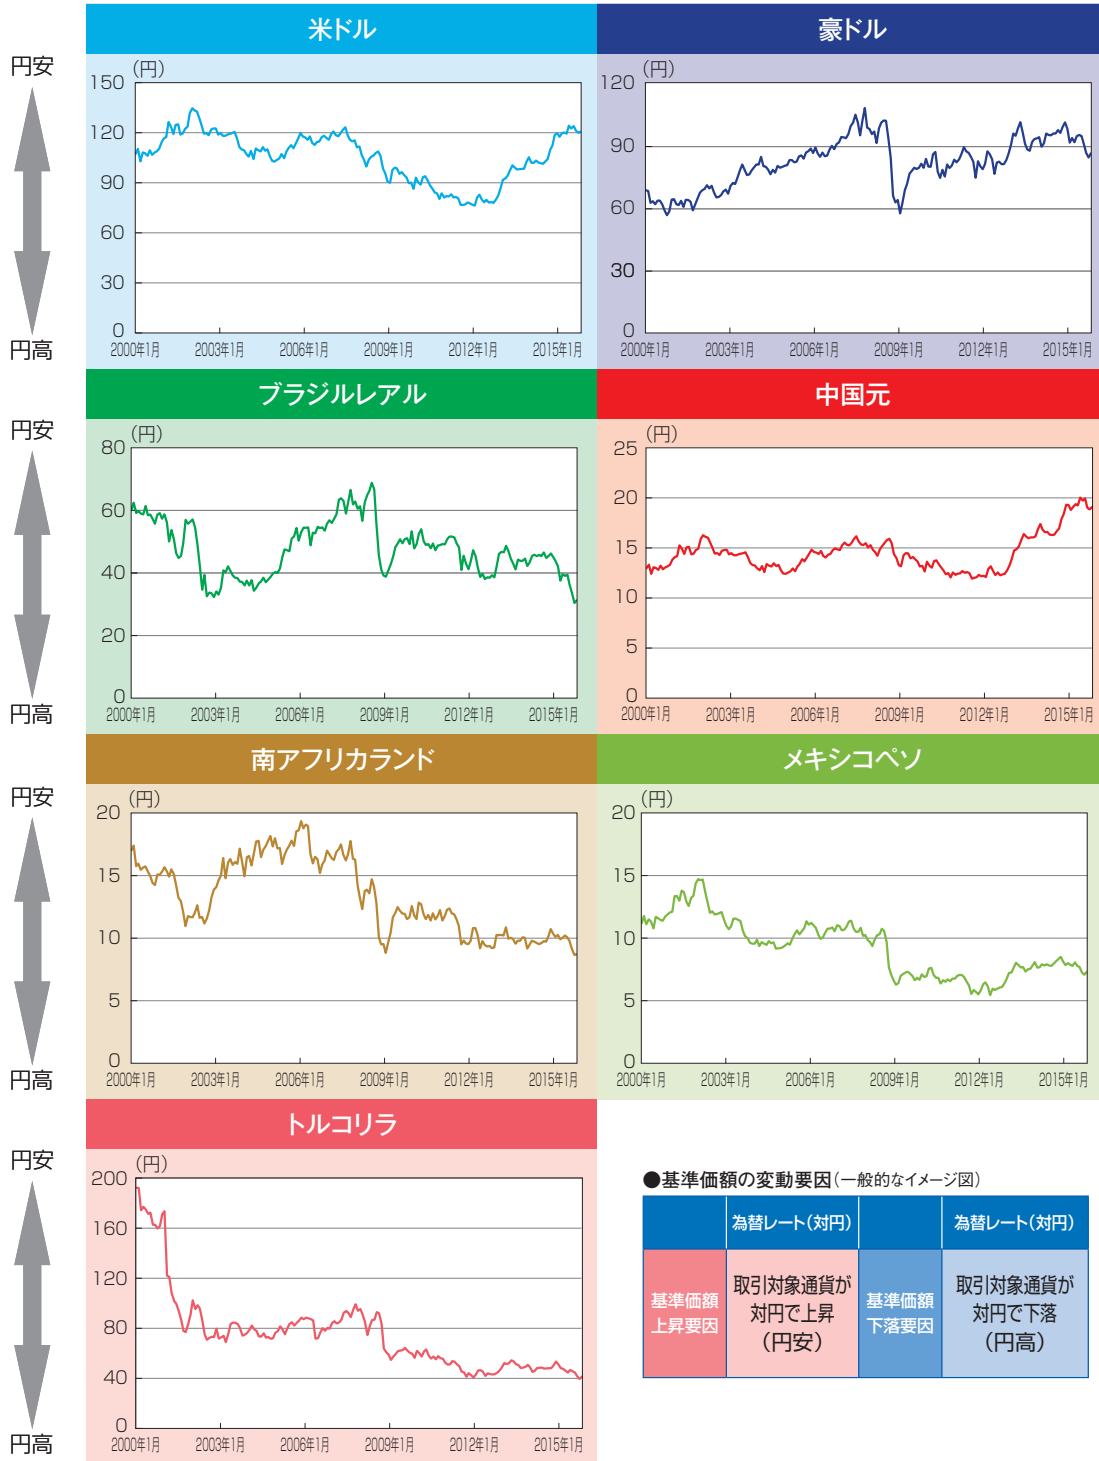 米ドル
豪ドル
円安
円高
(円)
150
120
90
60
30
0
2000年1月 2003年1月 2006年1月 2009年1月 2012年1月 2015年1月
(円)
120
90
60
30
0
2000年1月 2003年1月 2006年1月 2009年1月 2012年1月 2015年1月
ブラジルレアル
中国元
円安
円高
(円)
80
60
40
20
0
2000年1月 2003年1月 2006年1月 2009年1月 2012年1月 2015年1月
(円)
25
20
15
10
5
0
2000年1月 2003年1月 2006年1月 2009年1月 2012年1月 2015年1月
南アフリカランド
メキシコペソ
円安
円高
(円)
20
15
10
5
0
2000年1月 2003年1月 2006年1月 2009年1月 2012年1月 2015年1月
(円)
20
15
10
5
0
2000年1月 2003年1月 2006年1月 2009年1月 2012年1月 2015年1月
トルコリラ
円安
円高
(円)
200
160
120
80
40
0
2000年1月 2003年1月 2006年1月 2009年1月 2012年1月 2015年1月
●基準価額の変動要因(一般的なイメージ図)
為替レート(対円)
為替レート(対円)
基準価額
上昇要因
取引対象通貨が
対円で上昇
(円安)
基準価額
下落要因
取引対象通貨が
対円で下落
(円高)